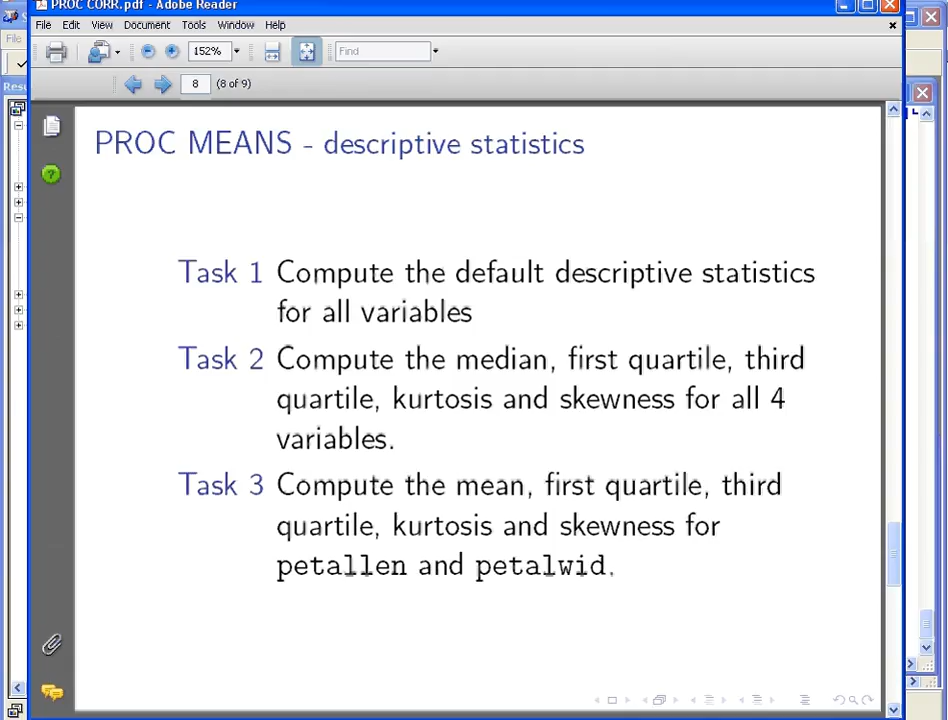 PROC CORR.pdf - Adobe Reader
File Edit View Document Tools Window Help
152%
Find
8 (8 of 9)
PROC MEANS - descriptive statistics
Task 1 Compute the default descriptive statistics
for all variables
Task 2 Compute the median, first quartile, third
quartile, kurtosis and skewness for all 4
variables.
Task 3 Compute the mean, first quartile, third
quartile, kurtosis and skewness for
petallen and petalwid.